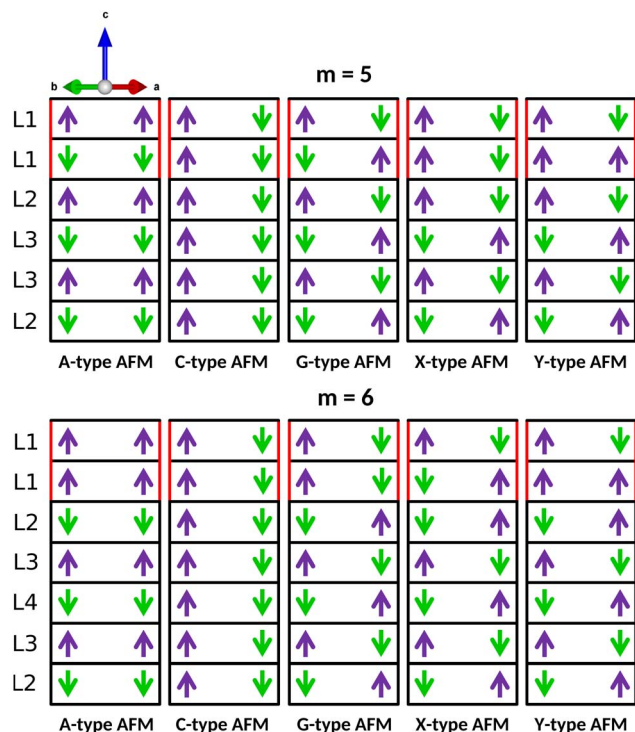 c
b a
m = 5
L1
L1
L2
L3
L3
L2
A-type AFM C-type AFM G-type AFM X-type AFM Y-type AFM
m = 6
L1
L1
L2
L3
L4
L3
L2
A-type AFM C-type AFM G-type AFM X-type AFM Y-type AFM